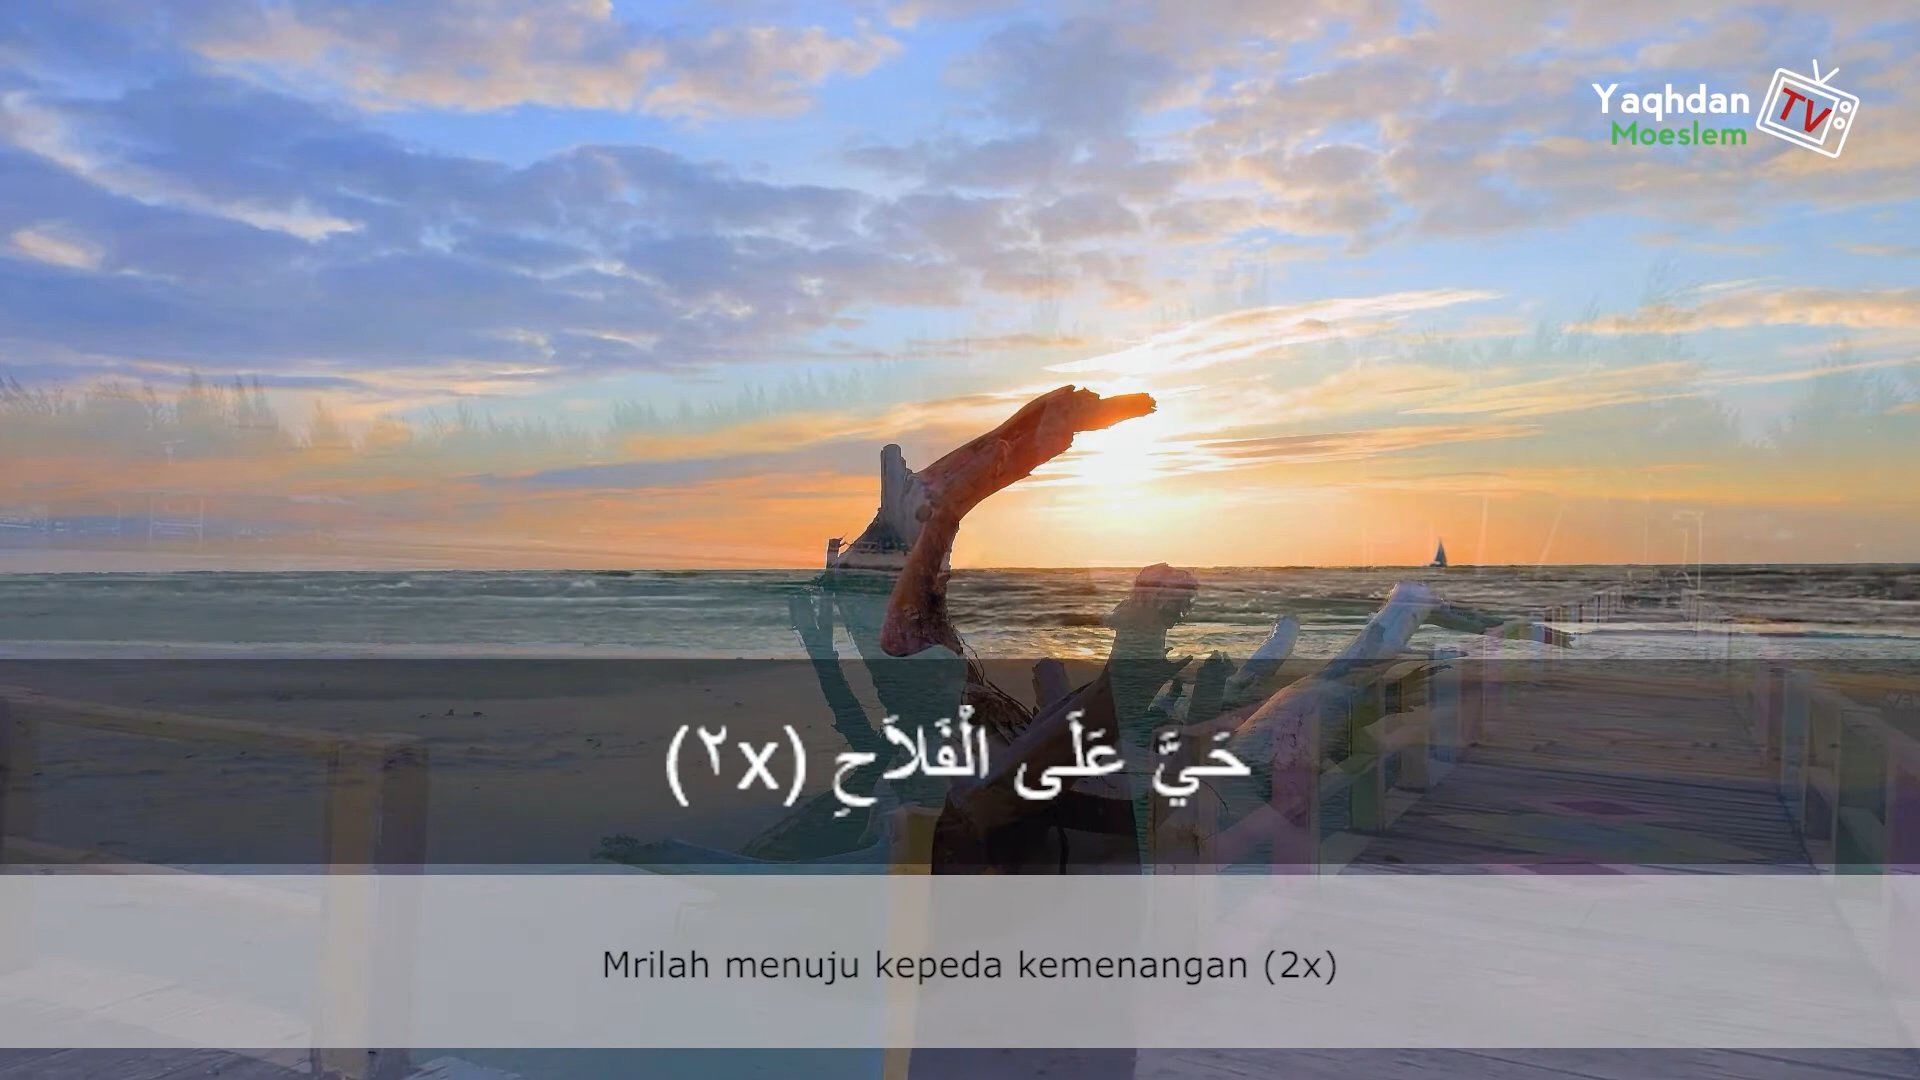 Yaqhdan
Moeslem
TV
حَيَّ عَلَى الْفَلاَحِ (٢x)
Mrilah menuju kepeda kemenangan (2x)